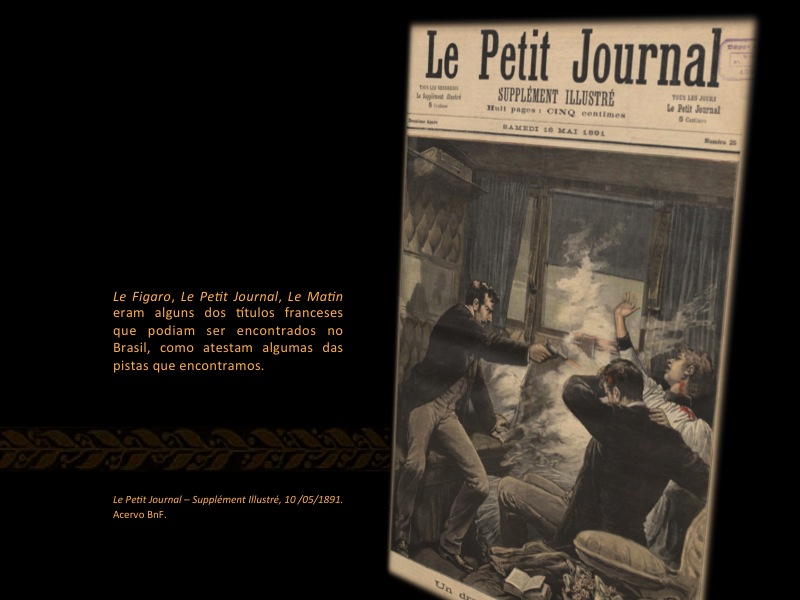 Le Petit Journal
TOUS LES VENDREDIS
Le Supplément illustré
5 Centimes
SUPPLÉMENT ILLUSTRÉ
Huit pages : CINQ centimes
TOUS LES JOURS
Le Petit Journal
5 Centimes
Deuxième Année
SAMEDI 16 MAI 1891
Numéro 25
Le Figaro, Le Petit Journal, Le Matin
eram alguns dos títulos franceses
que podiam ser encontrados no
Brasil, como atestam algumas das
pistas que encontramos.
Le Petit Journal – Supplément Illustré, 10 /05/1891.
Acervo BnF.
Un